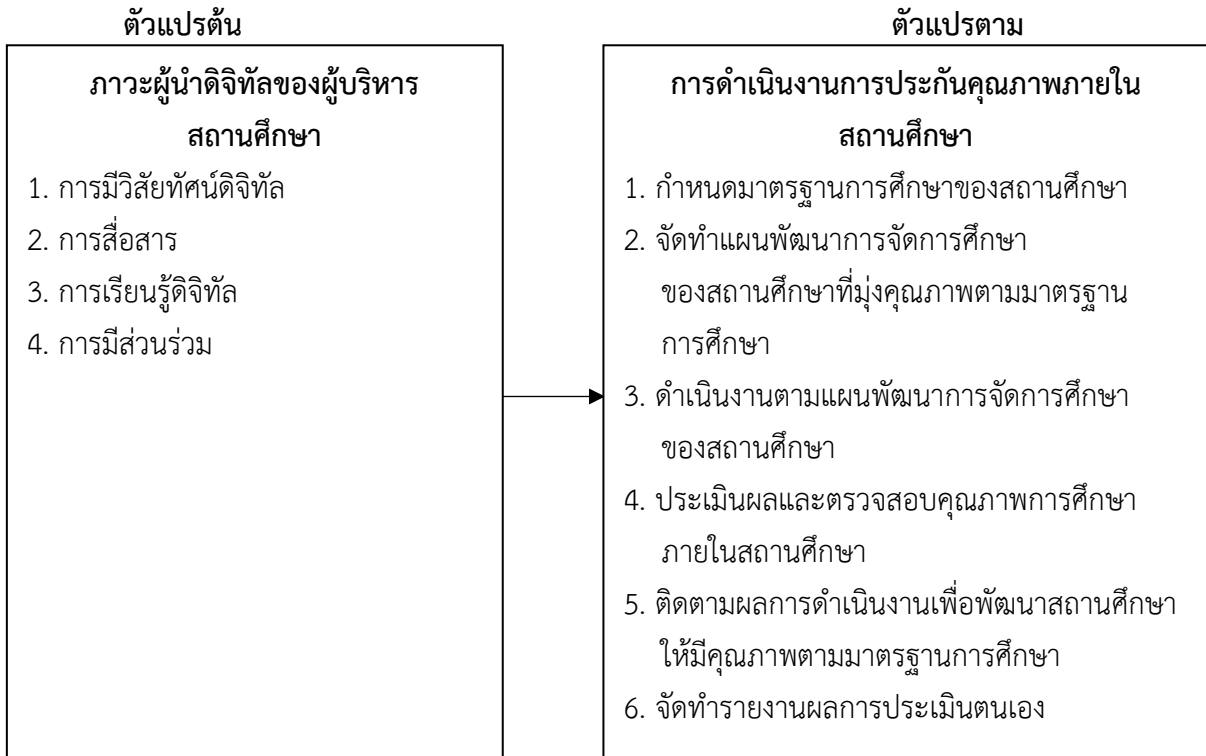 ตัวแปรต้น
ภาวะผู้นำดิจิทัลของผู้บริหาร
สถานศึกษา
1. การมีวิสัยทัศน์ดิจิทัล
2. การสื่อสาร
3. การเรียนรู้ดิจิทัล
4. การมีส่วนร่วม
ตัวแปรตาม
การดำเนินงานการประกันคุณภาพภายใน
สถานศึกษา
1. กำหนดมาตรฐานการศึกษาของสถานศึกษา
2. จัดทำแผนพัฒนาการจัดการศึกษา
ของสถานศึกษาที่มุ่งคุณภาพตามมาตรฐาน
การศึกษา
3. ดำเนินงานตามแผนพัฒนาการจัดการศึกษา
ของสถานศึกษา
4. ประเมินผลและตรวจสอบคุณภาพการศึกษา
ภายในสถานศึกษา
5. ติดตามผลการดำเนินงานเพื่อพัฒนาสถานศึกษา
ให้มีคุณภาพตามมาตรฐานการศึกษา
6. จัดทำรายงานผลการประเมินตนเอง